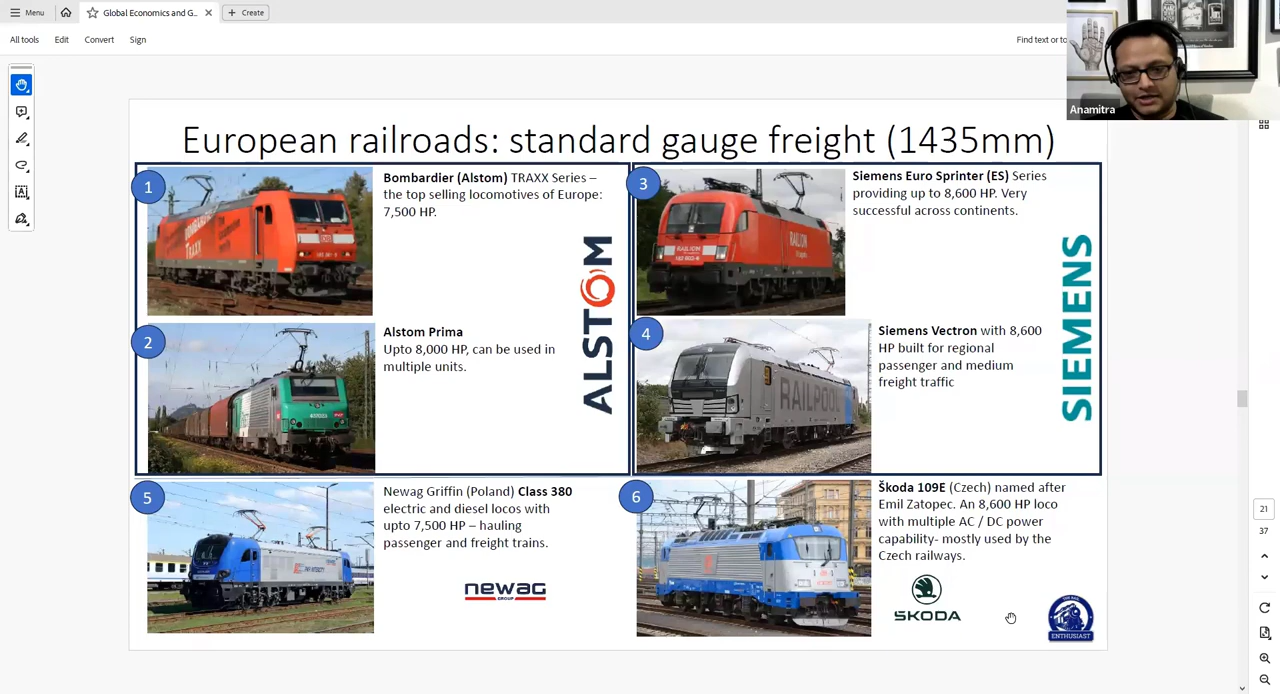 Menu
Global Economics and G...
Create
All tools
Edit
Convert
Sign
Find text or to
Anamitra
European railroads: standard gauge freight (1435mm)
1
Bombardier (Alstom) TRAXX Series –
the top selling locomotives of Europe:
7,500 HP.
2
Alstom Prima
Upto 8,000 HP, can be used in
multiple units.
ALSTOM
3
Siemens Euro Sprinter (ES) Series
providing up to 8,600 HP. Very
successful across continents.
RAILION
4
Siemens Vectron with 8,600
HP built for regional
passenger and medium
freight traffic
RAILPOOL
SIEMENS
5
Newag Griffin (Poland) Class 380
electric and diesel locos with
upto 7,500 HP – hauling
passenger and freight trains.
newag
GROUP
6
Škoda 109E (Czech) named after
Emil Zatopec. An 8,600 HP loco
with multiple AC / DC power
capability- mostly used by the
Czech railways.
ŠKODA
THE RAIL
ENTHUSIAST
21
37